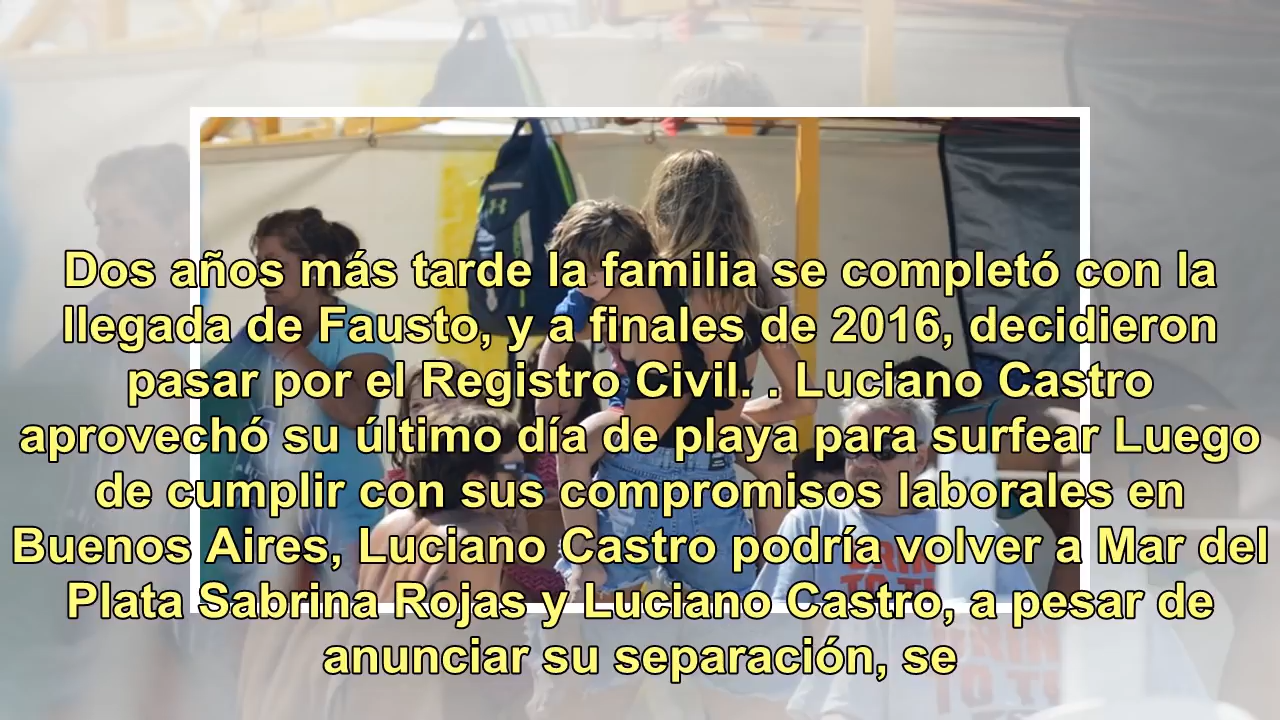 Dos años más tarde la familia se completó con la
llegada de Fausto, y a finales de 2016, decidieron
pasar por el Registro Civil. . Luciano Castro
aprovechó su último día de playa para surfear Luego
de cumplir con sus compromisos laborales en
Buenos Aires, Luciano Castro podría volver a Mar del
Plata Sabrina Rojas y Luciano Castro, a pesar de
anunciar su separación, se